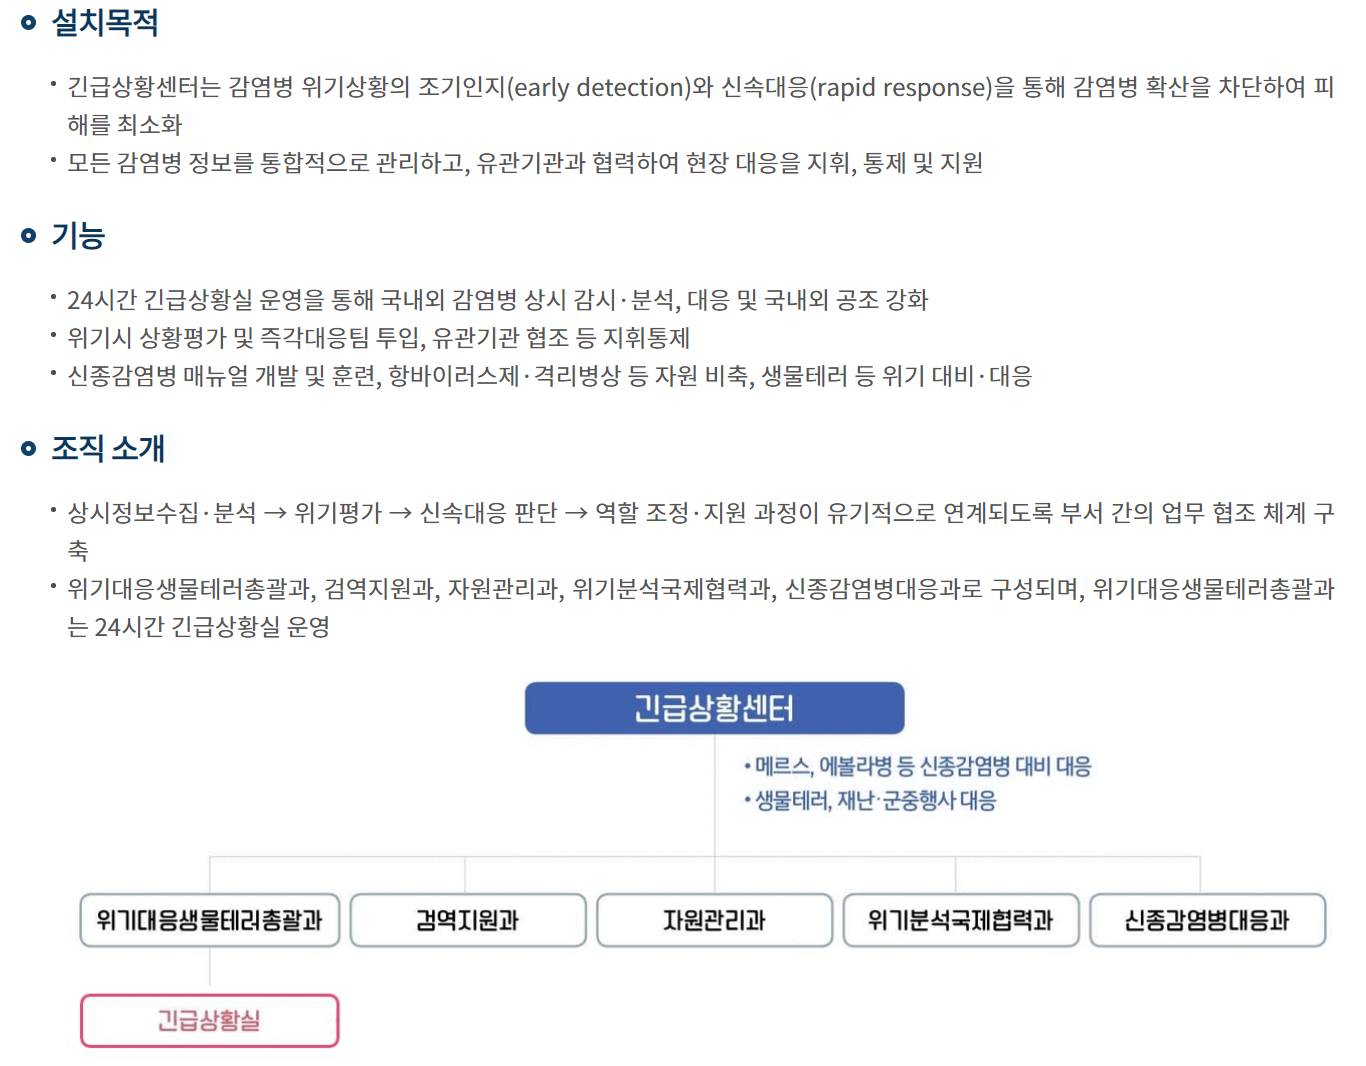 설치목적
· 긴급상황센터는 감염병 위기상황의 조기인지(early detection)와 신속대응(rapid response)을 통해 감염병 확산을 차단하여 피
해를 최소화
· 모든 감염병 정보를 통합적으로 관리하고, 유관기관과 협력하여 현장 대응을 지휘, 통제 및 지원
기능
· 24시간 긴급상황실 운영을 통해 국내외 감염병 상시 감시·분석, 대응 및 국내외 공조 강화
· 위기시 상황평가 및 즉각대응팀 투입, 유관기관 협조 등 지휘통제
· 신종감염병 매뉴얼 개발 및 훈련, 항바이러스제·격리병상 등 자원 비축, 생물테러 등 위기 대비·대응
조직 소개
· 상시정보수집·분석 → 위기평가 → 신속대응 판단 → 역할 조정·지원 과정이 유기적으로 연계되도록 부서 간의 업무 협조 체계 구
축
· 위기대응생물테러총괄과, 검역지원과, 자원관리과, 위기분석국제협력과, 신종감염병대응과로 구성되며, 위기대응생물테러총괄과
는 24시간 긴급상황실 운영
긴급상황센터
• 메르스, 에볼라병 등 신종감염병 대비 대응
• 생물테러, 재난·군중행사 대응
위기대응생물테러총괄과
검역지원과
자원관리과
위기분석국제협력과
신종감염병대응과
긴급상황실